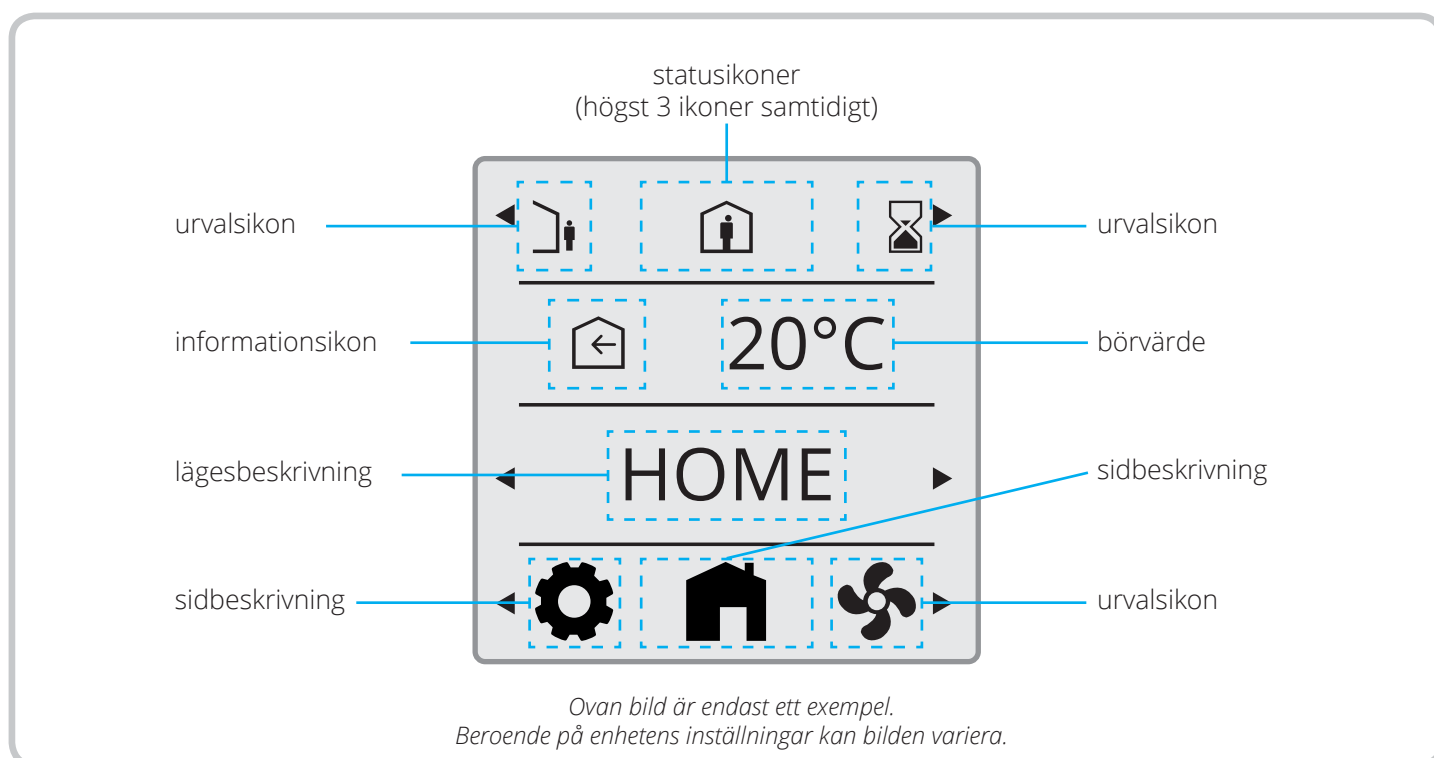 statusikoner
(högst 3 ikoner samtidigt)
urvalsikon
urvalsikon
informationsikon
20°C
börvärde
lägesbeskrivning
HOME
sidbeskrivning
sidbeskrivning
urvalsikon
Ovan bild är endast ett exempel.
Beroende på enhetens inställningar kan bilden variera.